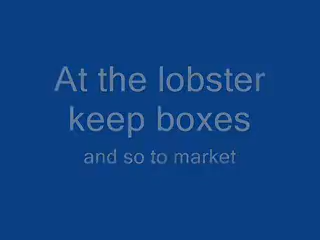 At the lobster
keep boxes
and so to market